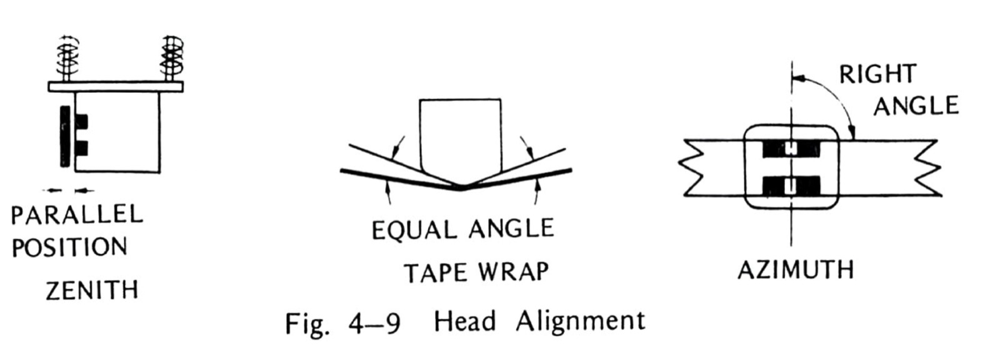 PARALLEL
POSITION
ZENITH
EQUAL ANGLE
TAPE WRAP
RIGHT
ANGLE
AZIMUTH
Fig. 4—9 Head Alignment